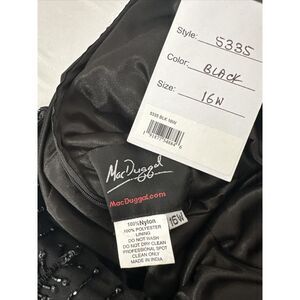 Style: 5335
Color: BLACK
Size: 16W
5335 BLK 16W
MacDuggal
MacDuggal.com
100%Nylon
100% POLYESTER
LINING
DO NOT WASH
DO NOT DRY CLEAN
PROFESSIONAL SPOT
CLEAN ONLY
MADE IN INDIA
16W